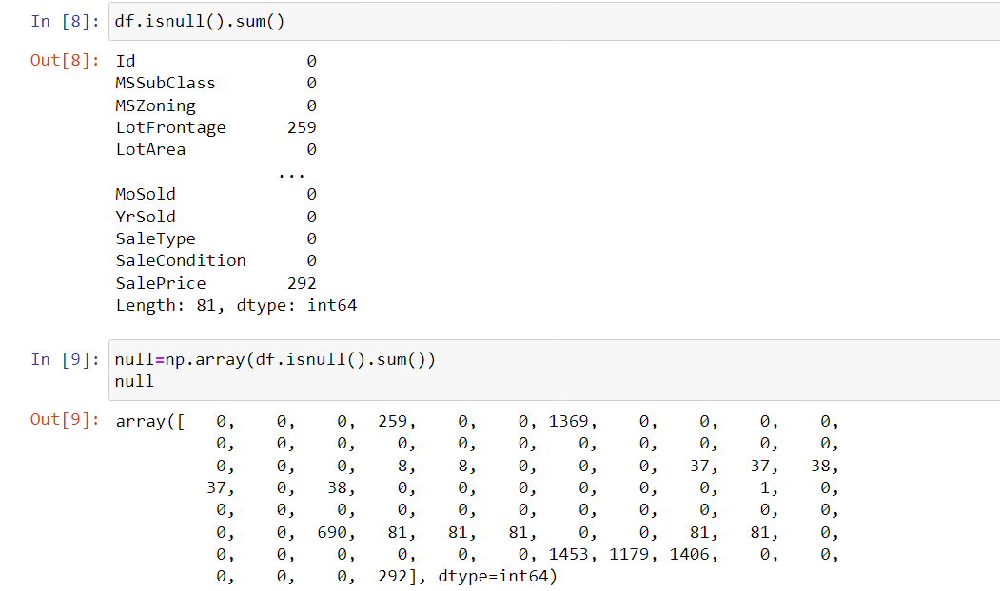 In [8]: df.isnull().sum()
Out[8]: Id 0
MSSubClass 0
MSZoning 0
LotFrontage 259
LotArea 0
...
MoSold 0
YrSold 0
SaleType 0
SaleCondition 0
SalePrice 292
Length: 81, dtype: int64
In [9]: null=np.array(df.isnull().sum())
null
Out[9]: array([ 0, 0, 0, 259, 0, 0, 1369, 0, 0, 0, 0,
0, 0, 0, 0, 0, 0, 0, 0, 0, 0, 0,
0, 0, 0, 8, 8, 0, 0, 0, 37, 37, 38,
37, 0, 38, 0, 0, 0, 0, 0, 0, 1, 0,
0, 0, 0, 0, 0, 0, 0, 0, 0, 0, 0,
0, 0, 690, 81, 81, 81, 0, 0, 81, 81, 0,
0, 0, 0, 0, 0, 0, 1453, 1179, 1406, 0, 0,
0, 0, 0, 292], dtype=int64)